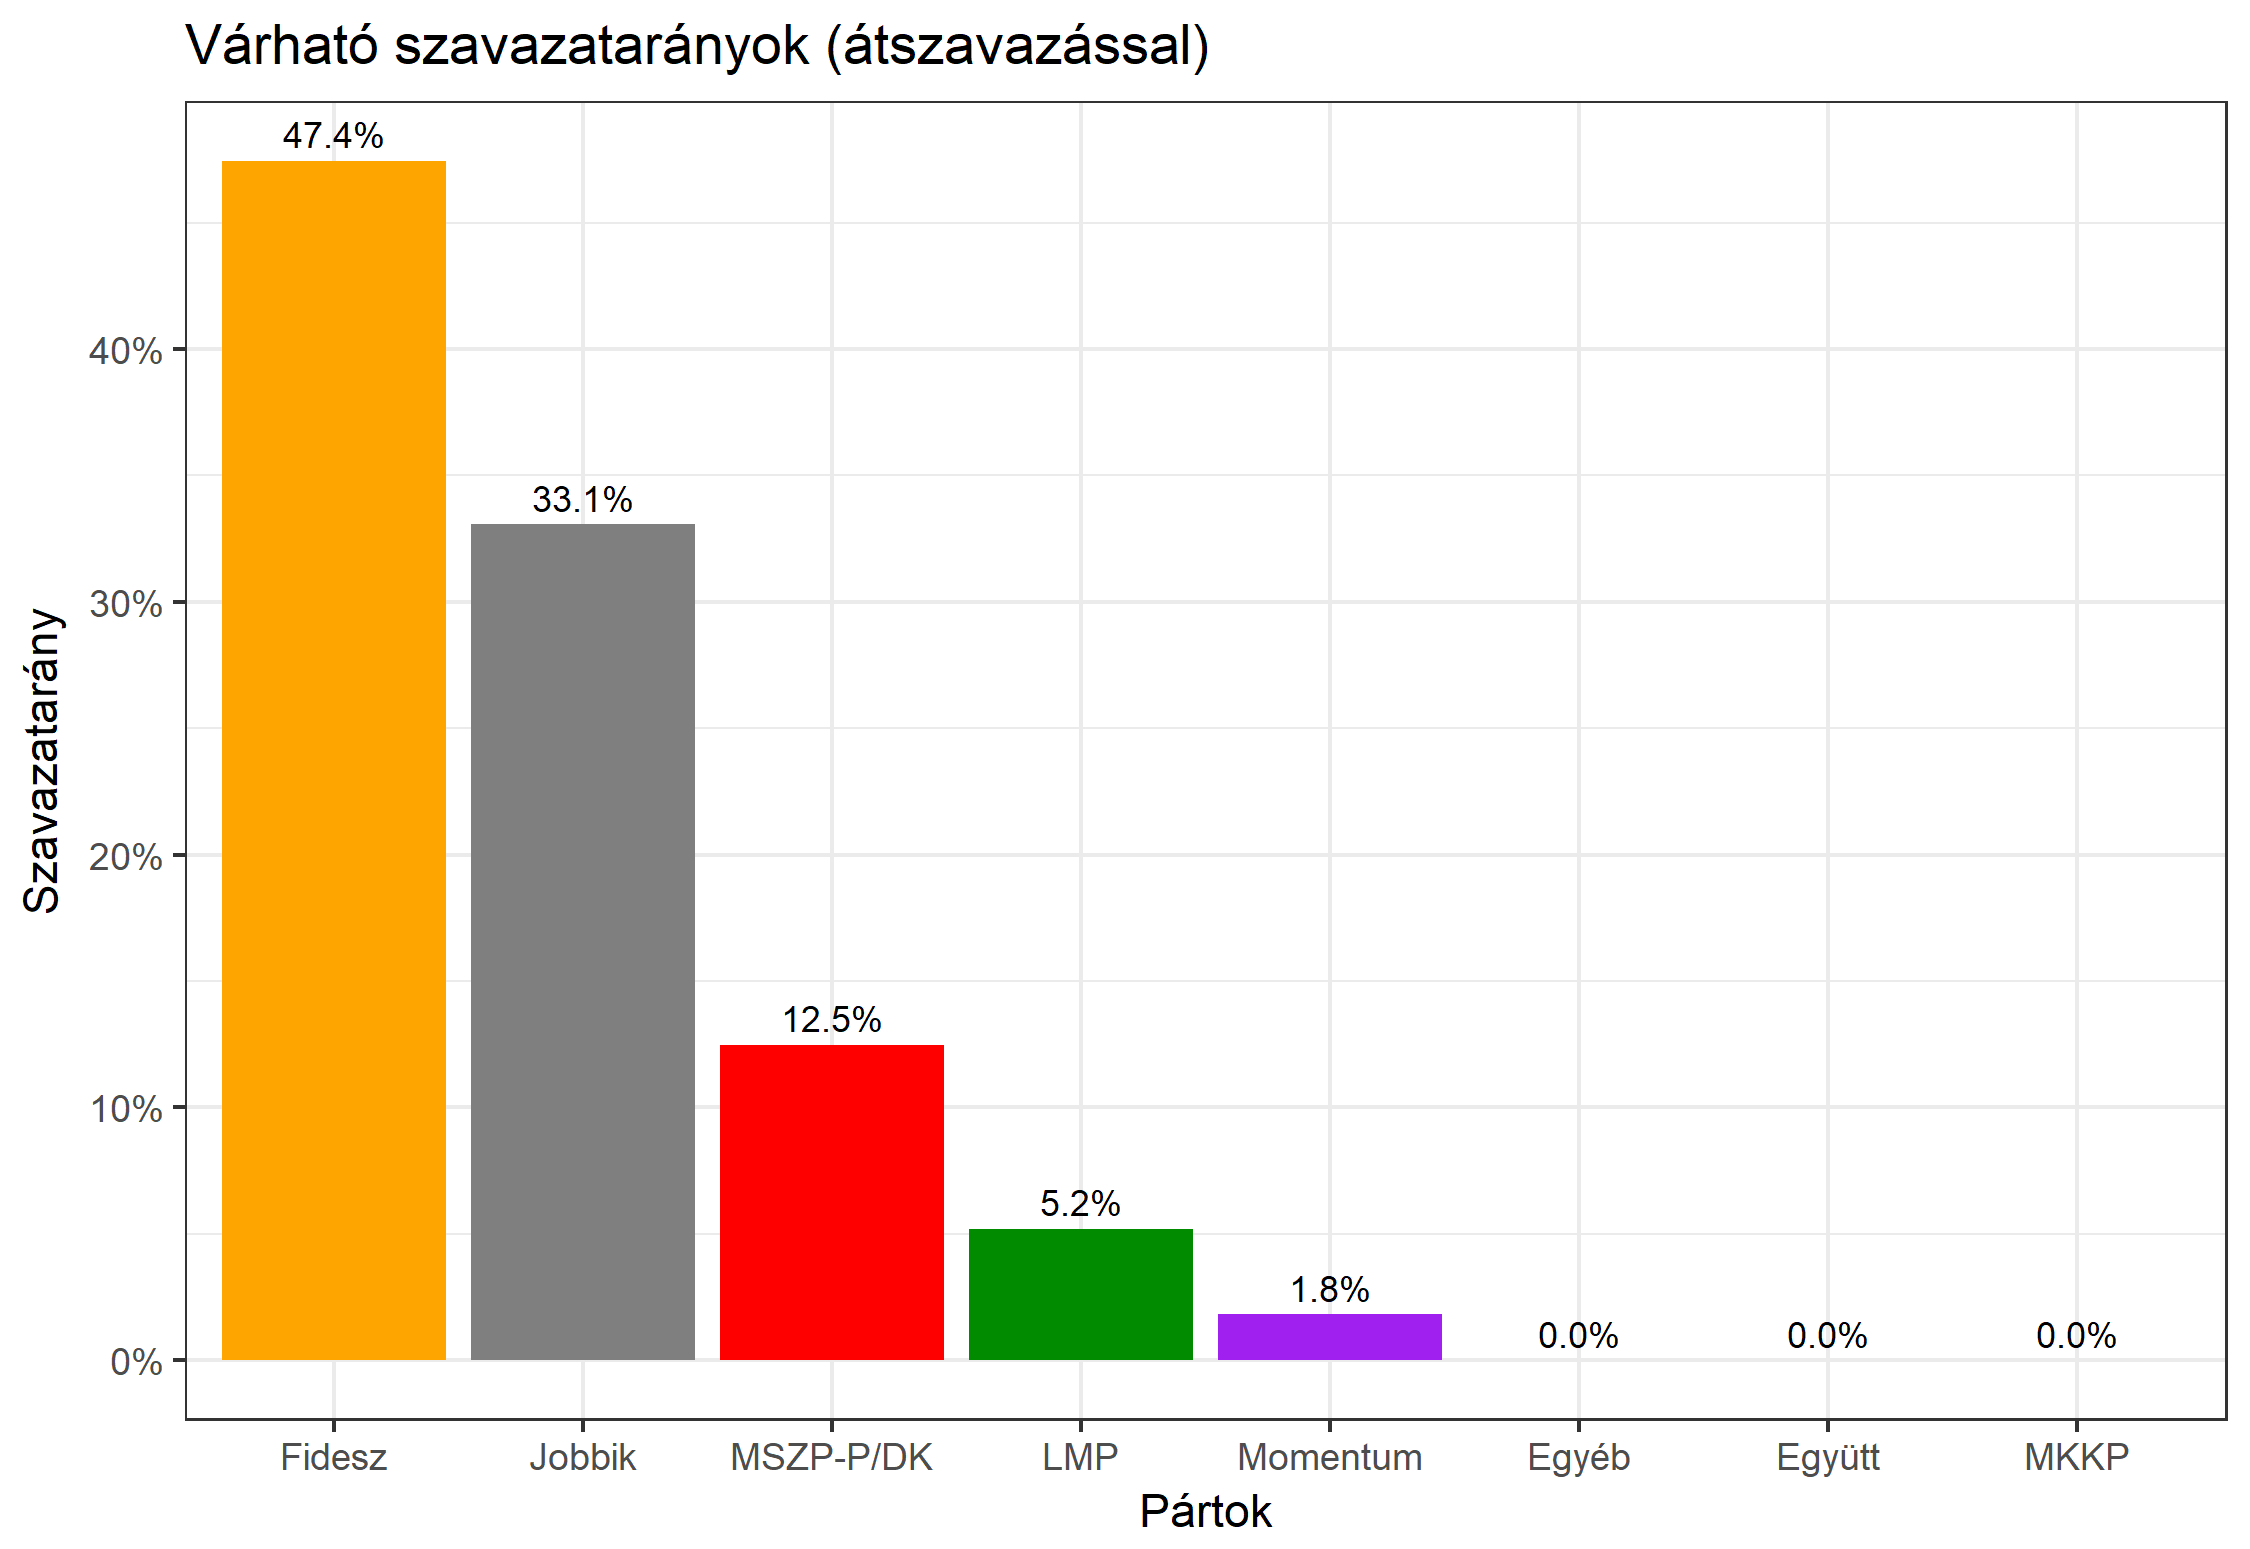 Várható szavazatarányok (átszavazással)
47.4%
33.1%
12.5%
5.2%
1.8%
0.0%
0.0%
0.0%
Szavazatarány
40%
30%
20%
10%
0%
Fidesz
Jobbik
MSZP-P/DK
LMP
Momentum
Egyéb
Együtt
MKKP
Pártok